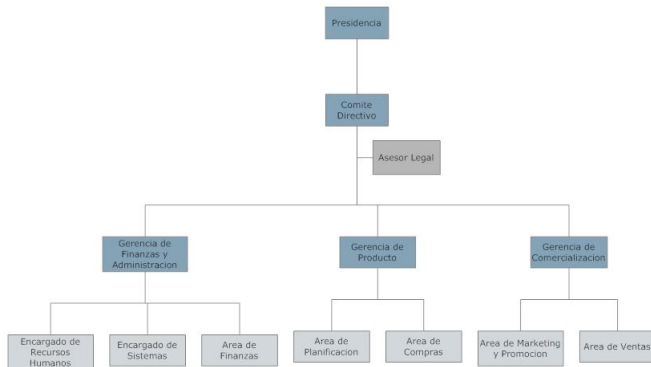 Presidencia
Comite
Directivo
Asesor Legal
Gerencia de
Finanzas y
Administracion
Gerencia de
Producto
Gerencia de
Comercializacion
Encargado de
Recursos
Humanos
Encargado de
Sistemas
Area de
Finanzas
Area de
Planificacion
Area de
Compras
Area de Marketing
y Promocion
Area de Ventas